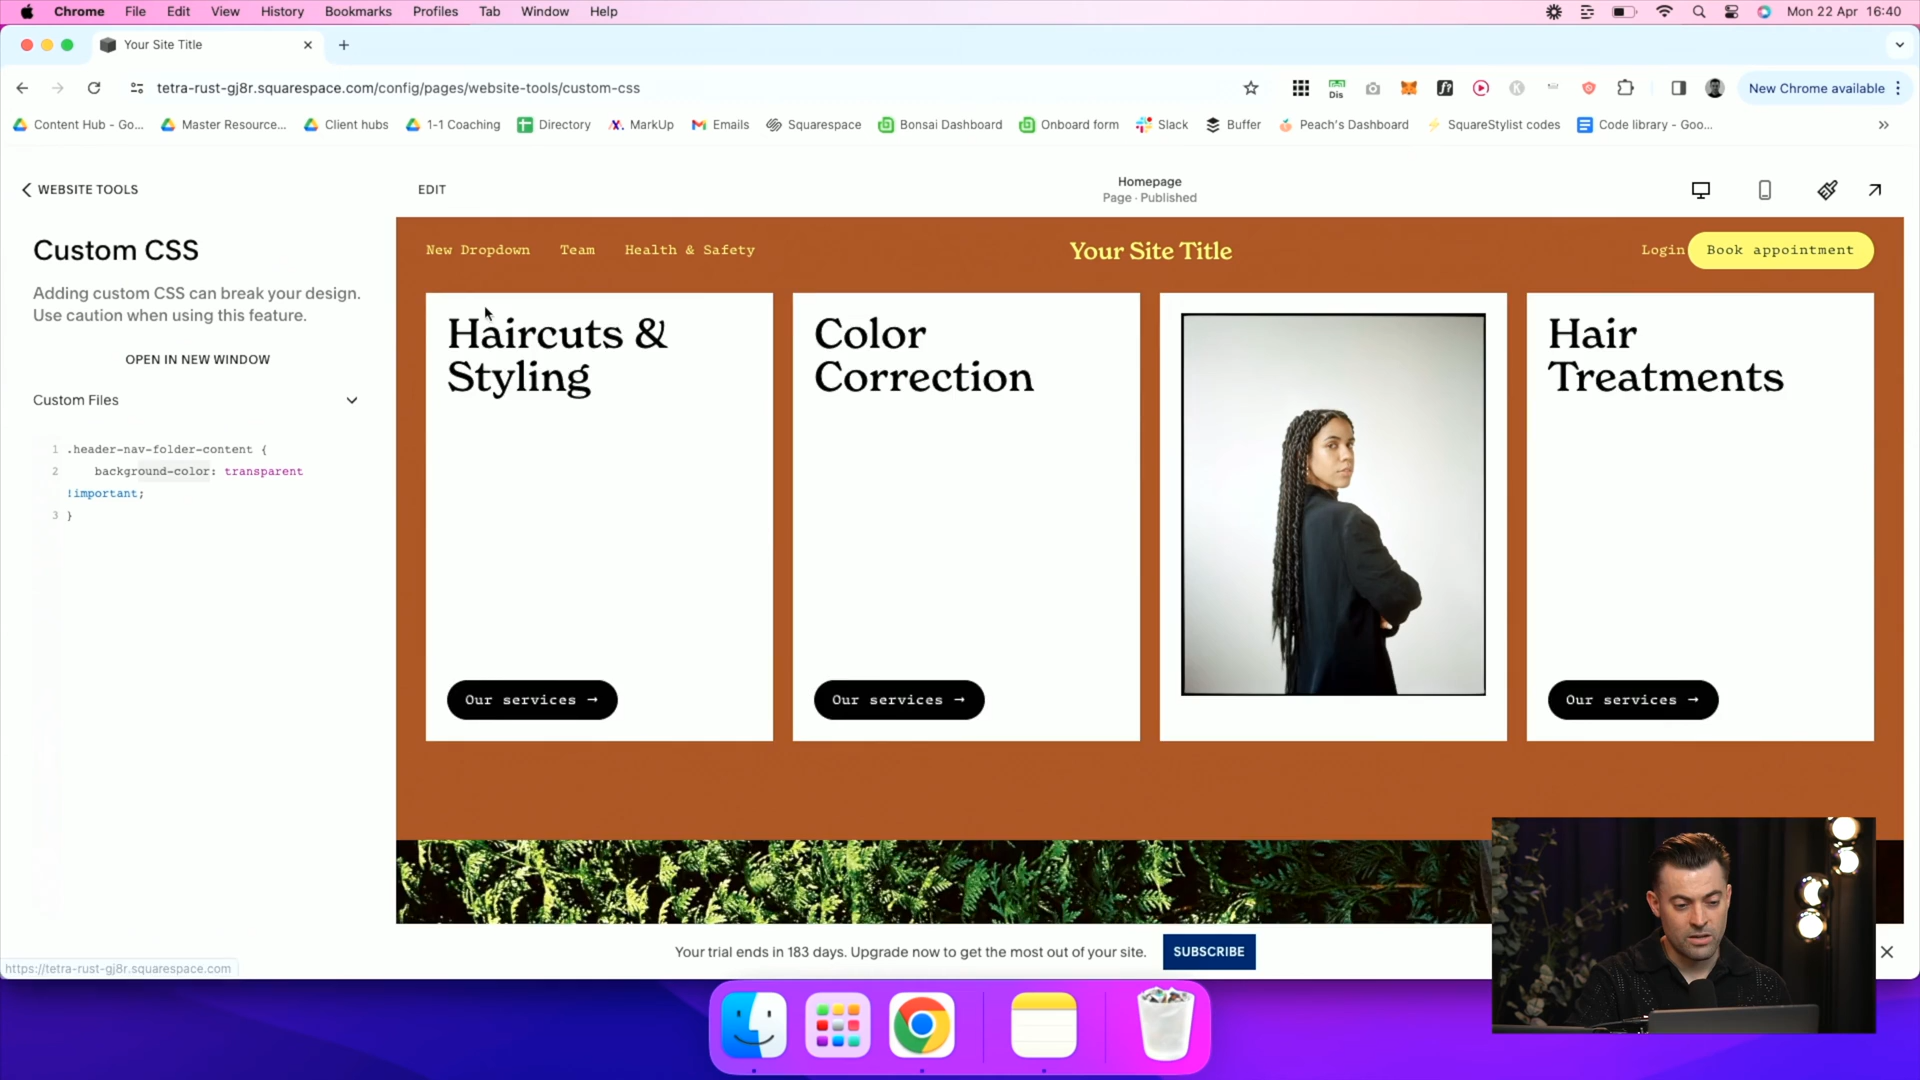 Chrome File Edit View History Bookmarks Profiles Tab Window Help Mon 22 Apr 16:40
Your Site Title
tetra-rust-gj8r.squarespace.com/config/pages/website-tools/custom-css
Dis
f?
K
New Chrome available
Content Hub - Go... Master Resource... Client hubs 1-1 Coaching Directory MarkUp Emails Squarespace Bonsai Dashboard Onboard form Slack Buffer Peach's Dashboard SquareStylist codes Code library - Goo...
WEBSITE TOOLS
EDIT
Homepage
Page · Published
Custom CSS
Adding custom CSS can break your design.
Use caution when using this feature.
OPEN IN NEW WINDOW
Custom Files
1 .header-nav-folder-content {
2 background-color: transparent
!important;
3 }
New Dropdown Team Health & Safety
Your Site Title
Login Book appointment
Haircuts &
Styling
Our services →
Color
Correction
Our services →
Hair
Treatments
Our services →
Your trial ends in 183 days. Upgrade now to get the most out of your site. SUBSCRIBE
https://tetra-rust-gj8r.squarespace.com